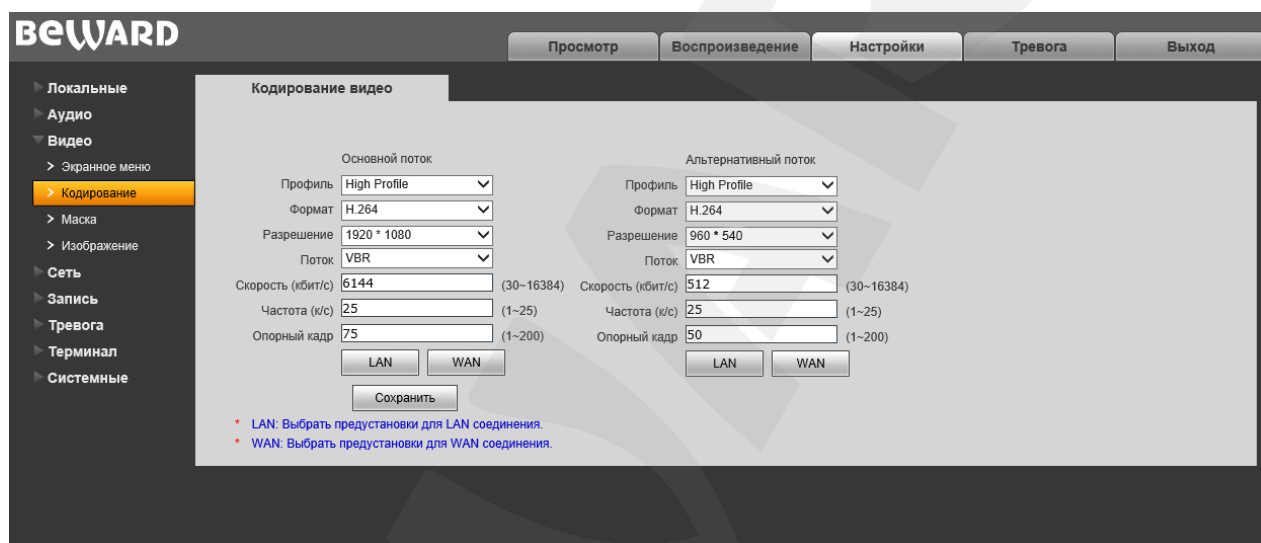 BEWARD
Просмотр Воспроизведение Настройки Тревога Выход
Локальные
Аудио
Видео
> Экранное меню
> Кодирование
> Маска
> Изображение
Сеть
Запись
Тревога
Терминал
Системные
Кодирование видео
Основной поток
Профиль High Profile
Формат H.264
Разрешение 1920 * 1080
Поток VBR
Скорость (кбит/с) 6144 (30~16384)
Частота (к/с) 25 (1~25)
Опорный кадр 75 (1~200)
LAN WAN
Альтернативный поток
Профиль High Profile
Формат H.264
Разрешение 960 * 540
Поток VBR
Скорость (кбит/с) 512 (30~16384)
Частота (к/с) 25 (1~25)
Опорный кадр 50 (1~200)
LAN WAN
Сохранить
* LAN: Выбрать предустановки для LAN соединения.
* WAN: Выбрать предустановки для WAN соединения.